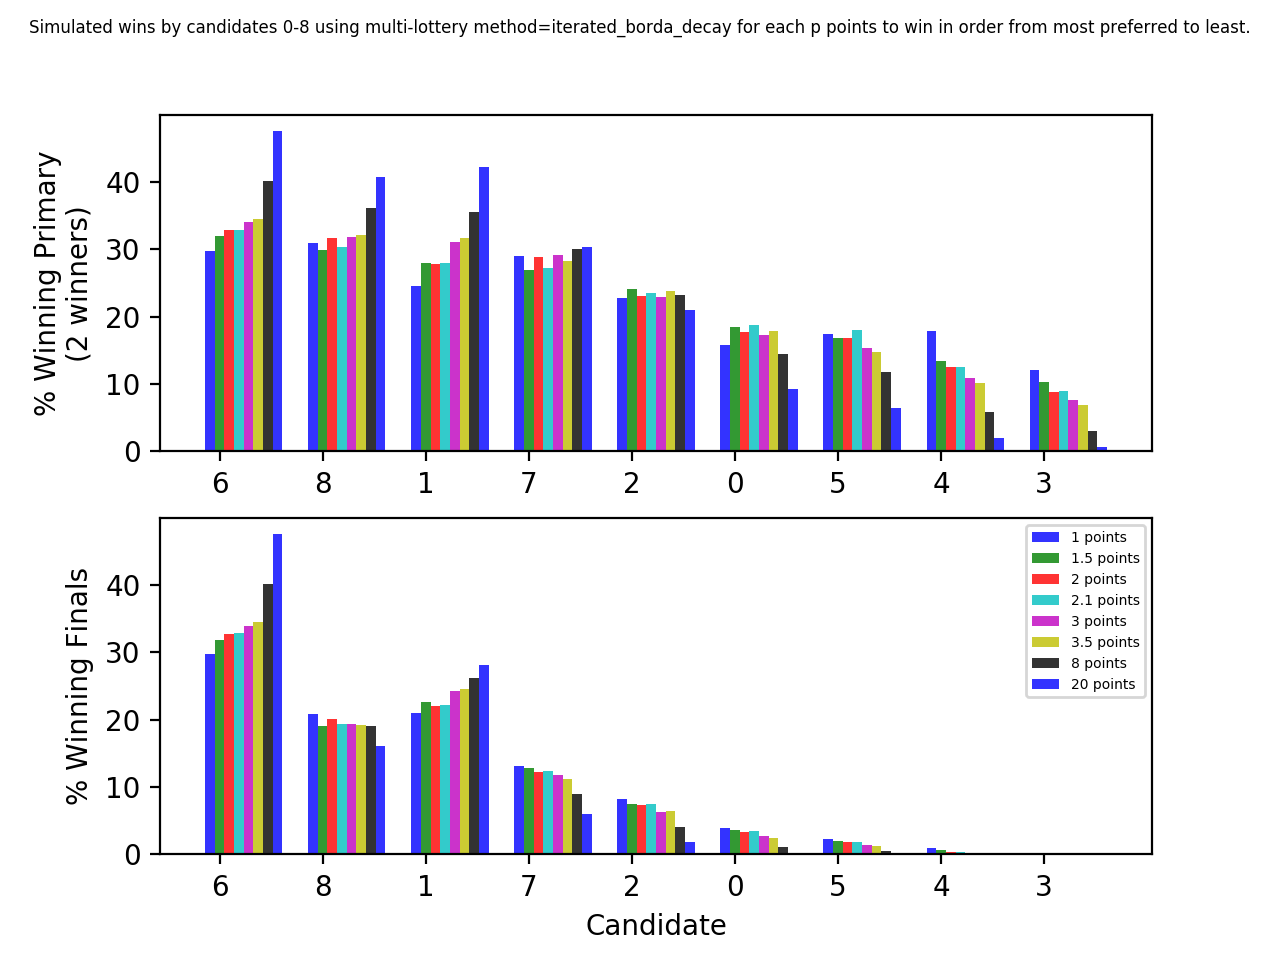 Simulated wins by candidates 0-8 using multi-lottery method=iterated_borda_decay for each p points to win in order from most preferred to least.
% Winning Primary
(2 winners)
40
30
20
10
0
6 8 1 7 2 0 5 4 3
% Winning Finals
40
30
20
10
0
1 points
1.5 points
2 points
2.1 points
3 points
3.5 points
8 points
20 points
6 8 1 7 2 0 5 4 3
Candidate